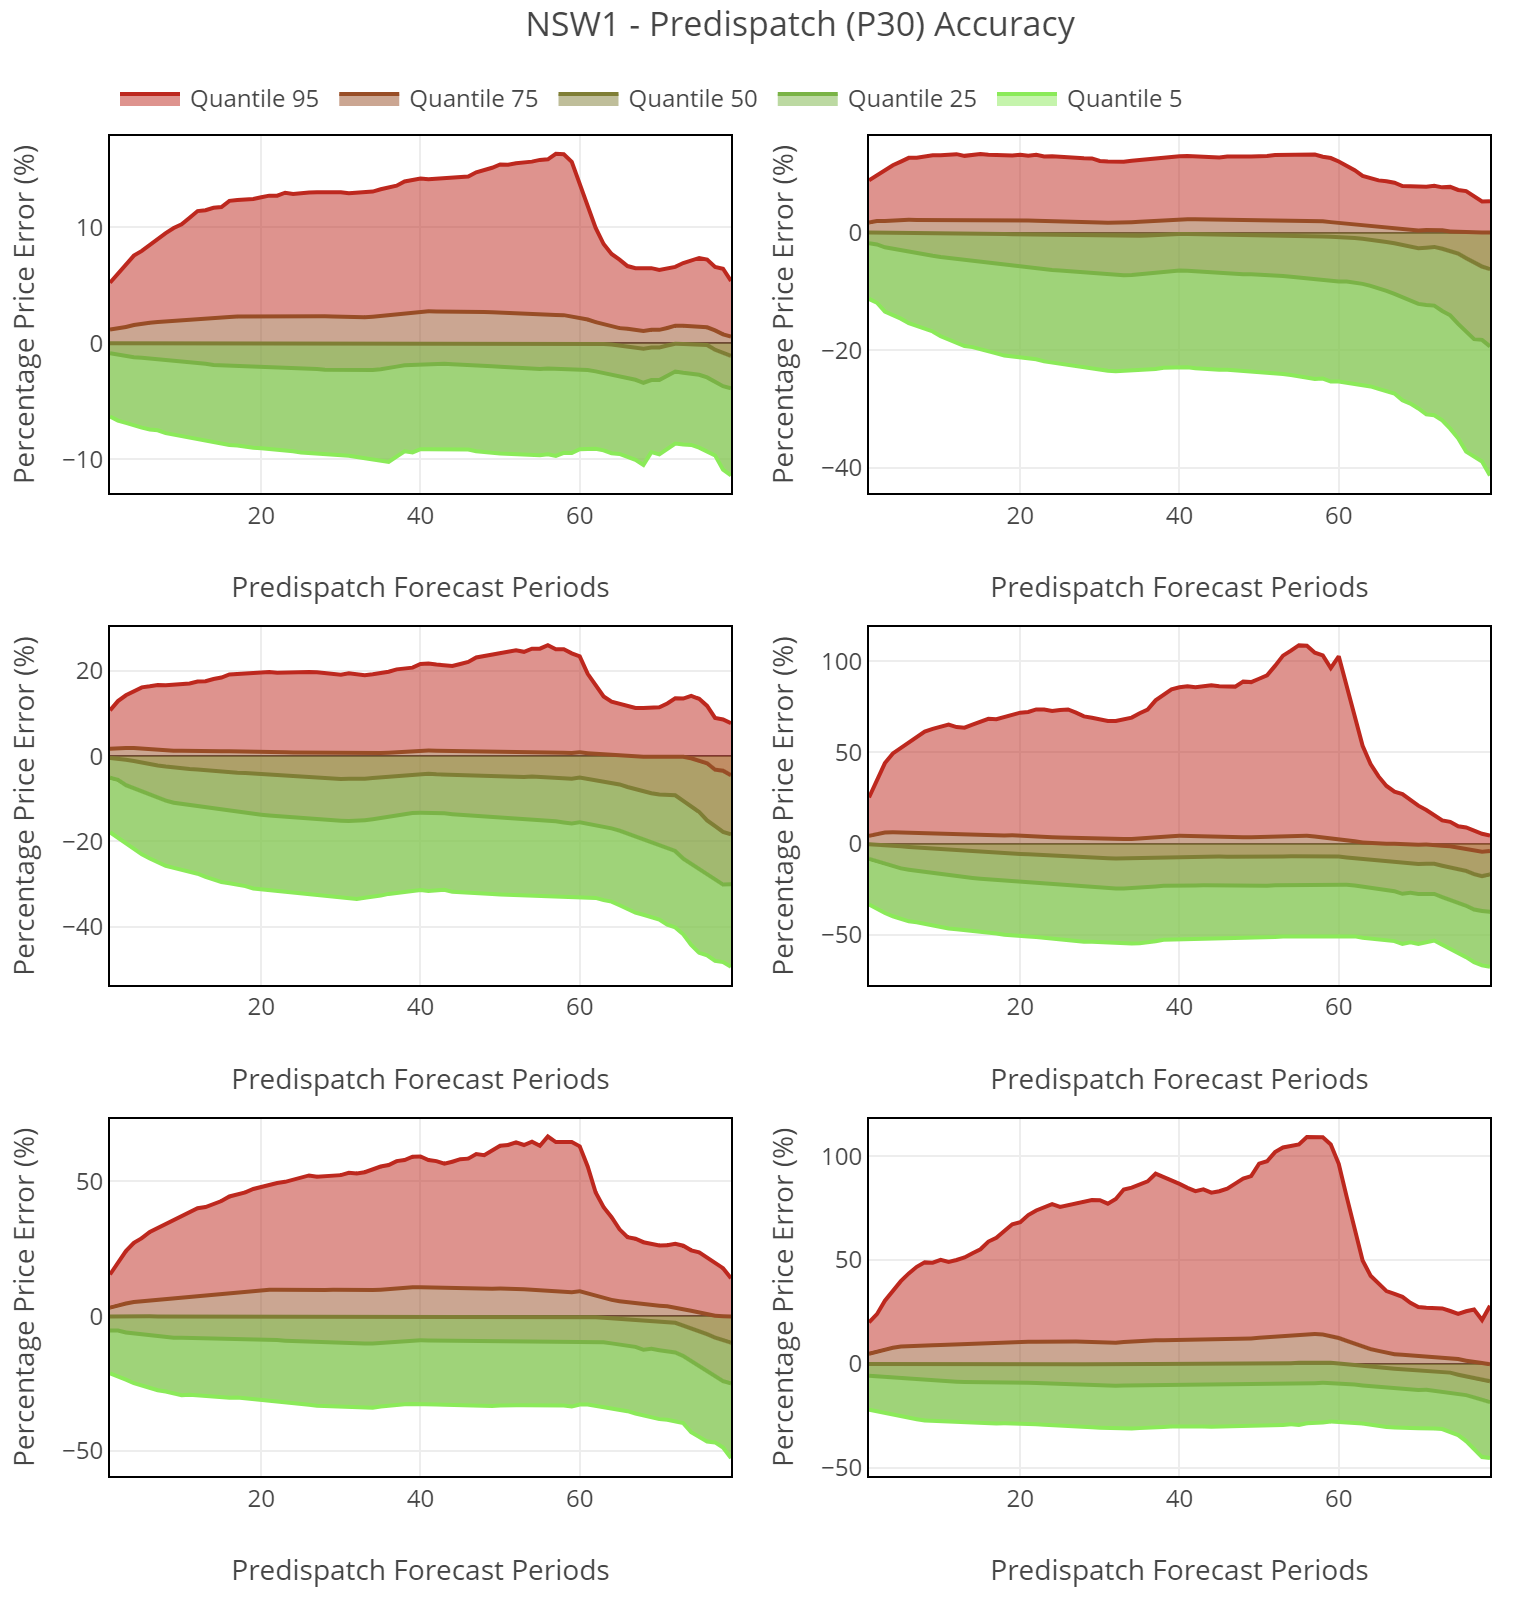 NSW1 - Predispatch (P30) Accuracy
Quantile 95 Quantile 75 Quantile 50 Quantile 25 Quantile 5
Percentage Price Error (%)
10
0
−10
20 40 60
Predispatch Forecast Periods
Percentage Price Error (%)
0
−20
−40
20 40 60
Predispatch Forecast Periods
Percentage Price Error (%)
20
0
−20
−40
20 40 60
Predispatch Forecast Periods
Percentage Price Error (%)
100
50
0
−50
20 40 60
Predispatch Forecast Periods
Percentage Price Error (%)
50
0
−50
20 40 60
Predispatch Forecast Periods
Percentage Price Error (%)
100
50
0
−50
20 40 60
Predispatch Forecast Periods